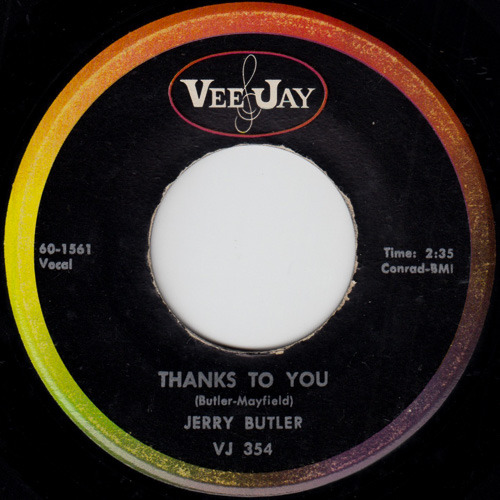 VEE JAY
60-1561
Vocal
Time: 2:35
Conrad-BMI
THANKS TO YOU
(Butler-Mayfield)
JERRY BUTLER
VJ 354